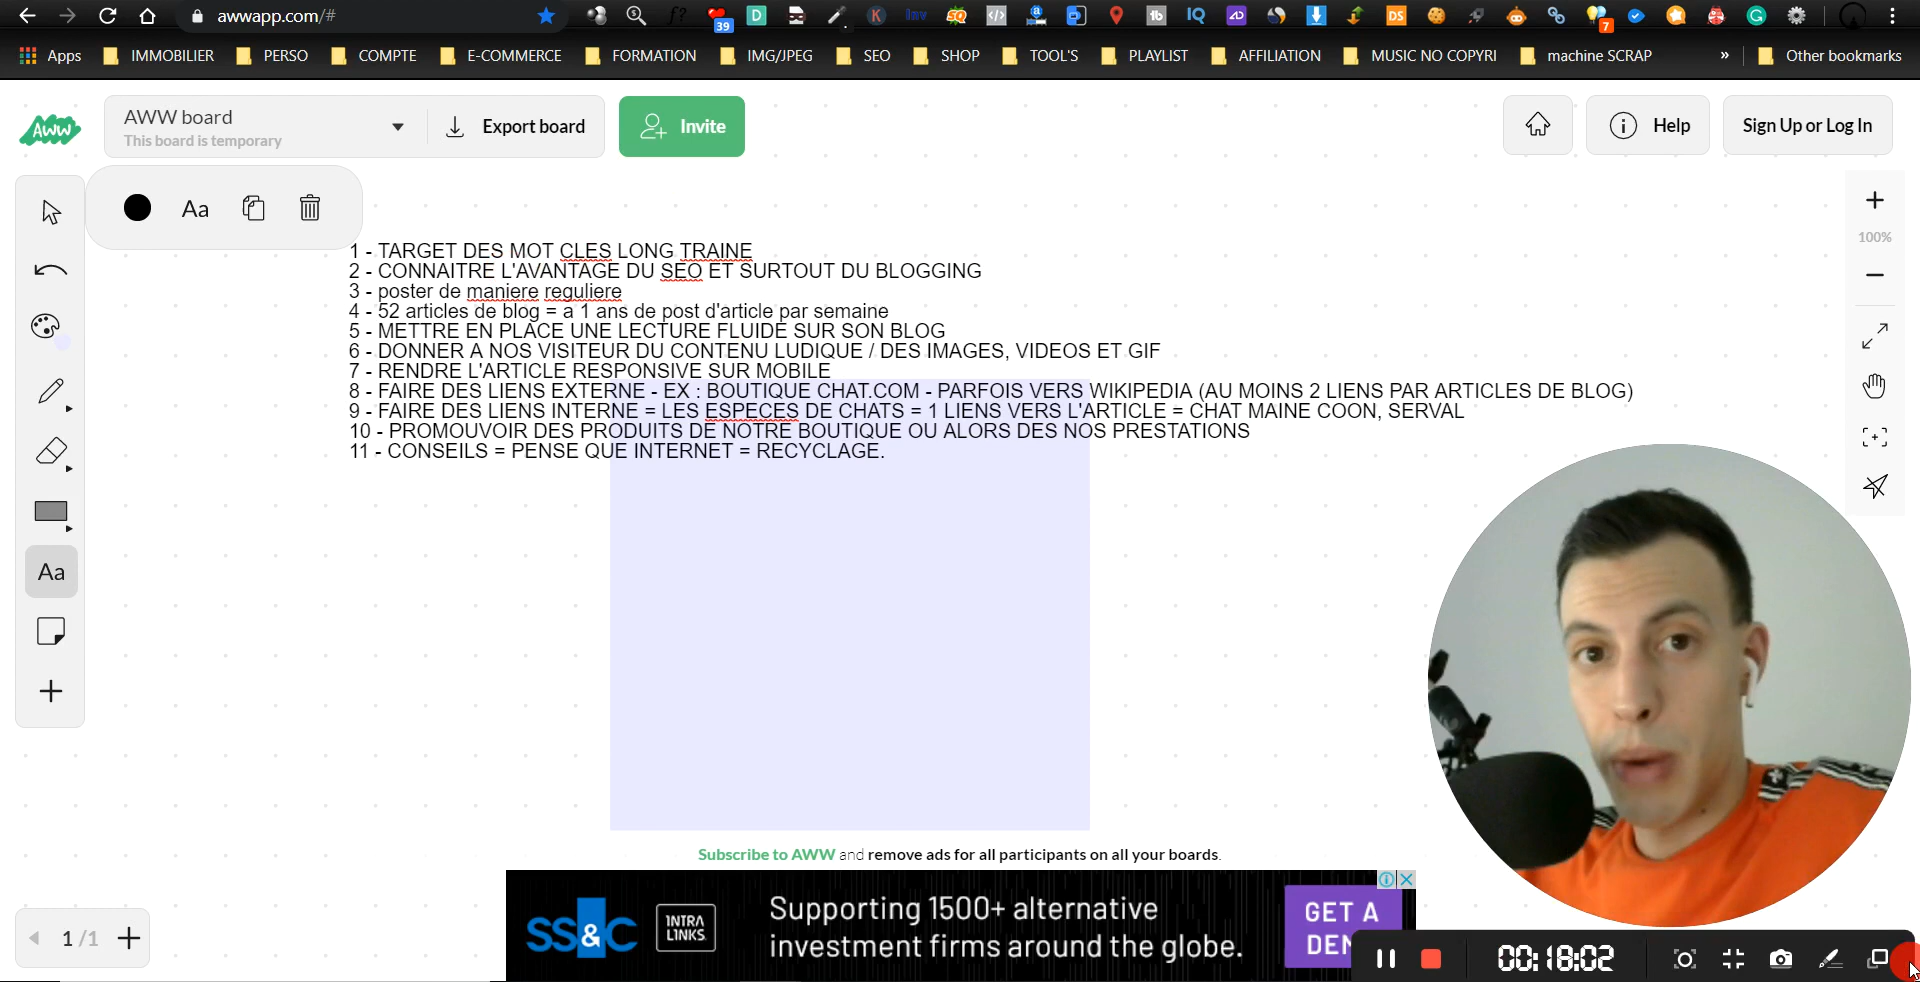 awwapp.com/#
39
7
Apps
IMMOBILIER
PERSO
COMPTE
E-COMMERCE
FORMATION
IMG/JPEG
SEO
SHOP
TOOL'S
PLAYLIST
AFFILIATION
MUSIC NO COPYRI
machine SCRAP
»
Other bookmarks
AWW
AWW board
This board is temporary
Export board
Invite
Help
Sign Up or Log In
Aa
100%
1 - TARGET DES MOT CLES LONG TRAINE
2 - CONNAITRE L'AVANTAGE DU SEO ET SURTOUT DU BLOGGING
3 - poster de maniere reguliere
4 - 52 articles de blog = a 1 ans de post d'article par semaine
5 - METTRE EN PLACE UNE LECTURE FLUIDE SUR SON BLOG
6 - DONNER A NOS VISITEUR DU CONTENU LUDIQUE / DES IMAGES, VIDEOS ET GIF
7 - RENDRE L'ARTICLE RESPONSIVE SUR MOBILE
8 - FAIRE DES LIENS EXTERNE - EX : BOUTIQUE CHAT.COM - PARFOIS VERS WIKIPEDIA (AU MOINS 2 LIENS PAR ARTICLES DE BLOG)
9 - FAIRE DES LIENS INTERNE = LES ESPECES DE CHATS = 1 LIENS VERS L'ARTICLE = CHAT MAINE COON, SERVAL
10 - PROMOUVOIR DES PRODUITS DE NOTRE BOUTIQUE OU ALORS DES NOS PRESTATIONS
11 - CONSEILS = PENSE QUE INTERNET = RECYCLAGE.
Aa
Subscribe to AWW and remove ads for all participants on all your boards.
SS&C
INTRA
LINKS
Supporting 1500+ alternative
investment firms around the globe.
GET A
DEM
1 /1
00:18:02